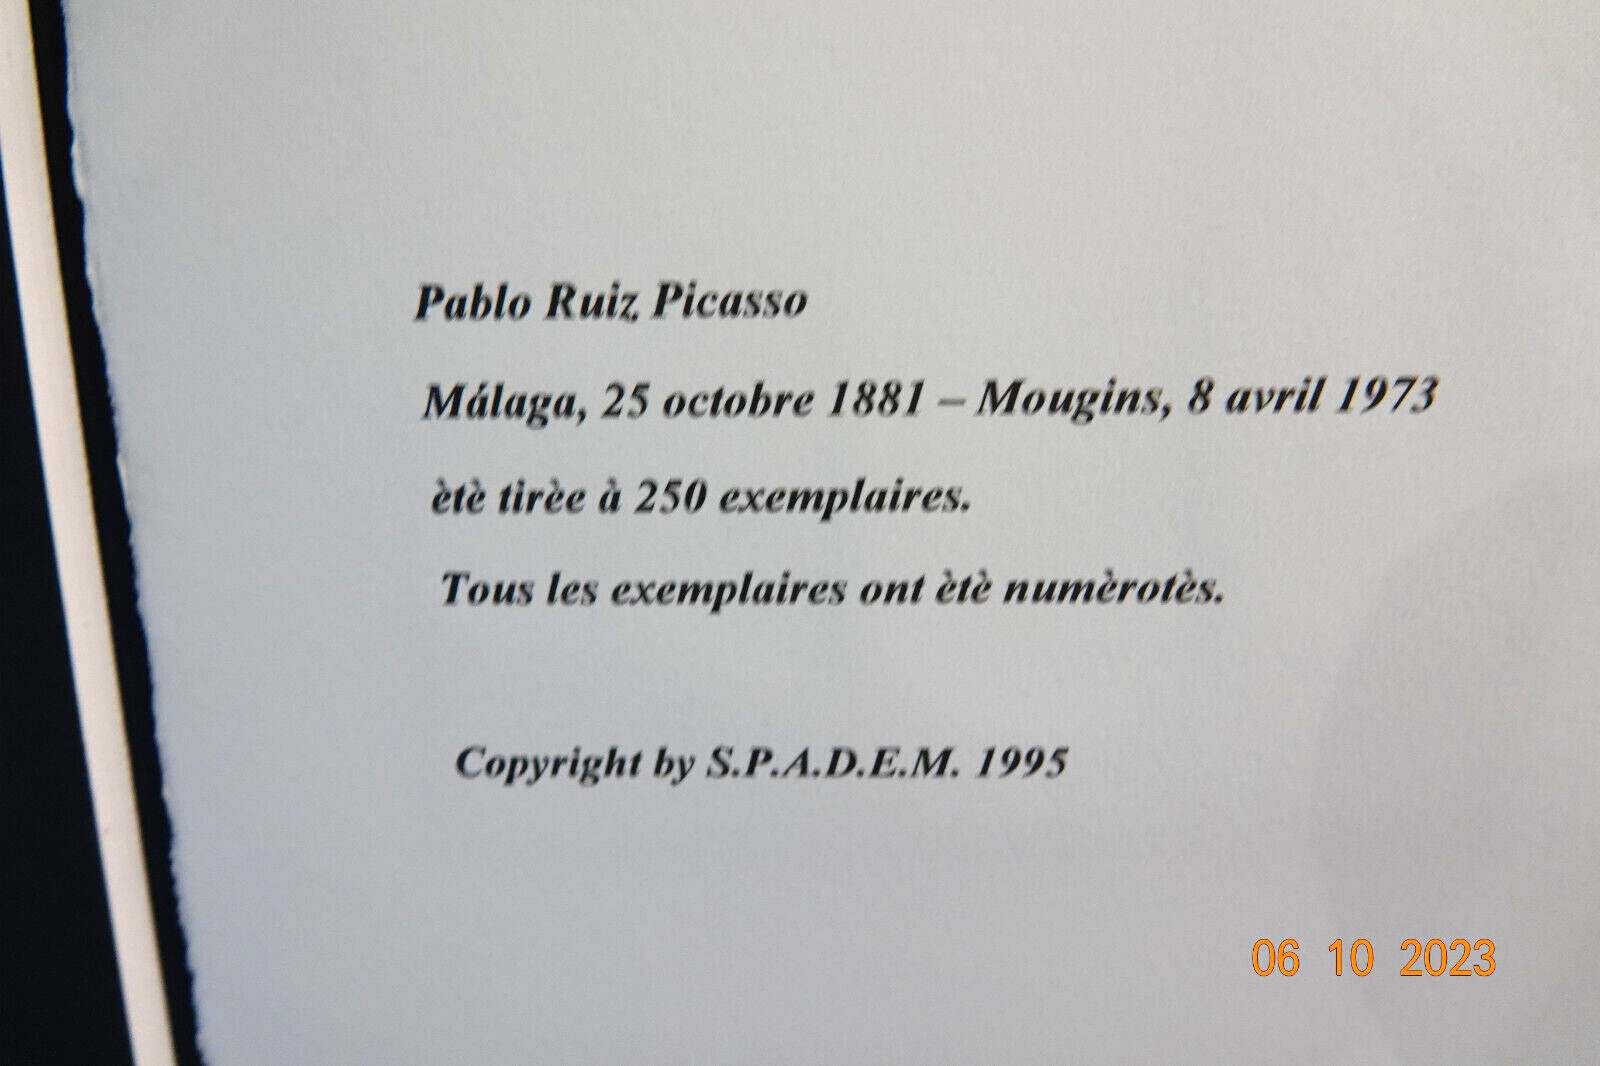 Pablo Ruiz Picasso
Málaga, 25 octobre 1881 – Mougins, 8 avril 1973
ètè tirèe à 250 exemplaires.
Tous les exemplaires ont ètè numèrotès.
Copyright by S.P.A.D.E.M. 1995
06 10 2023